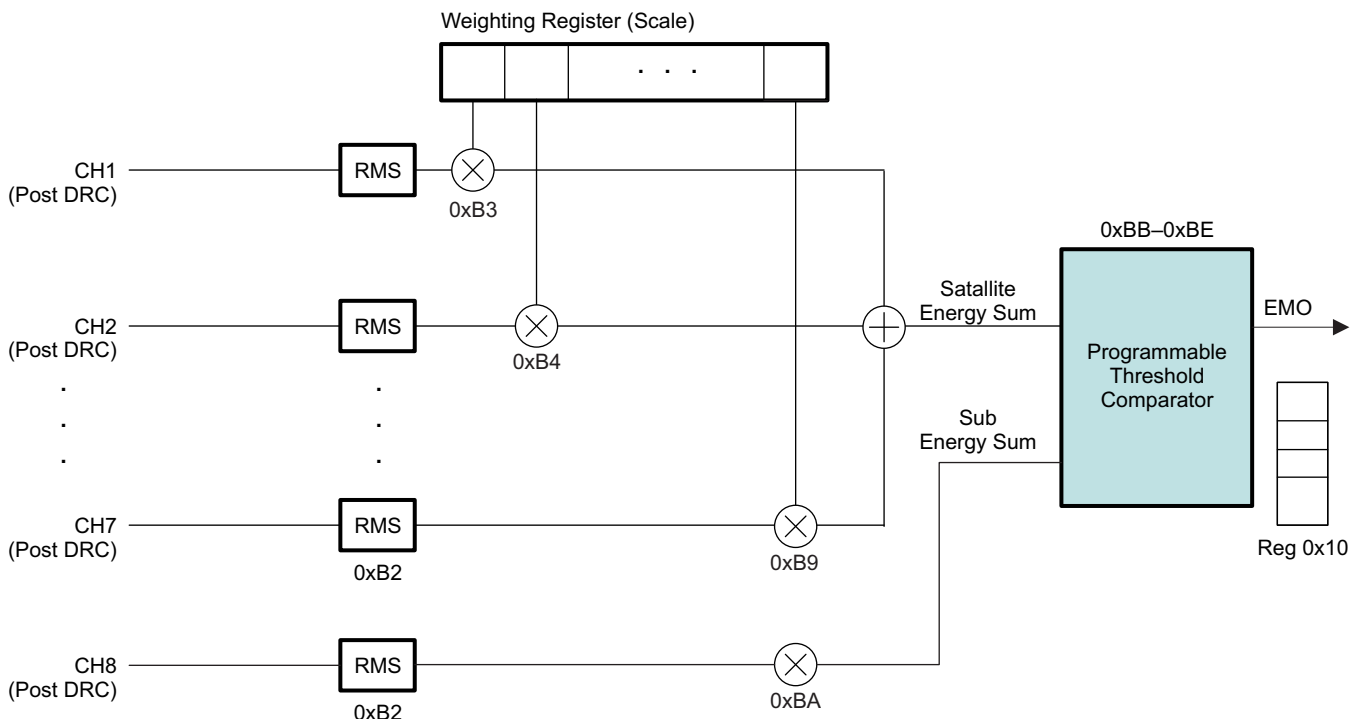 Weighting Register (Scale)
. . .
CH1
(Post DRC)
RMS
0xB3
CH2
(Post DRC)
RMS
0xB4
.
.
.
.
.
.
CH7
(Post DRC)
RMS
0xB2
0xB9
CH8
(Post DRC)
RMS
0xB2
0xBA
Satallite
Energy Sum
Sub
Energy Sum
0xBB–0xBE
Programmable
Threshold
Comparator
EMO
Reg 0x10